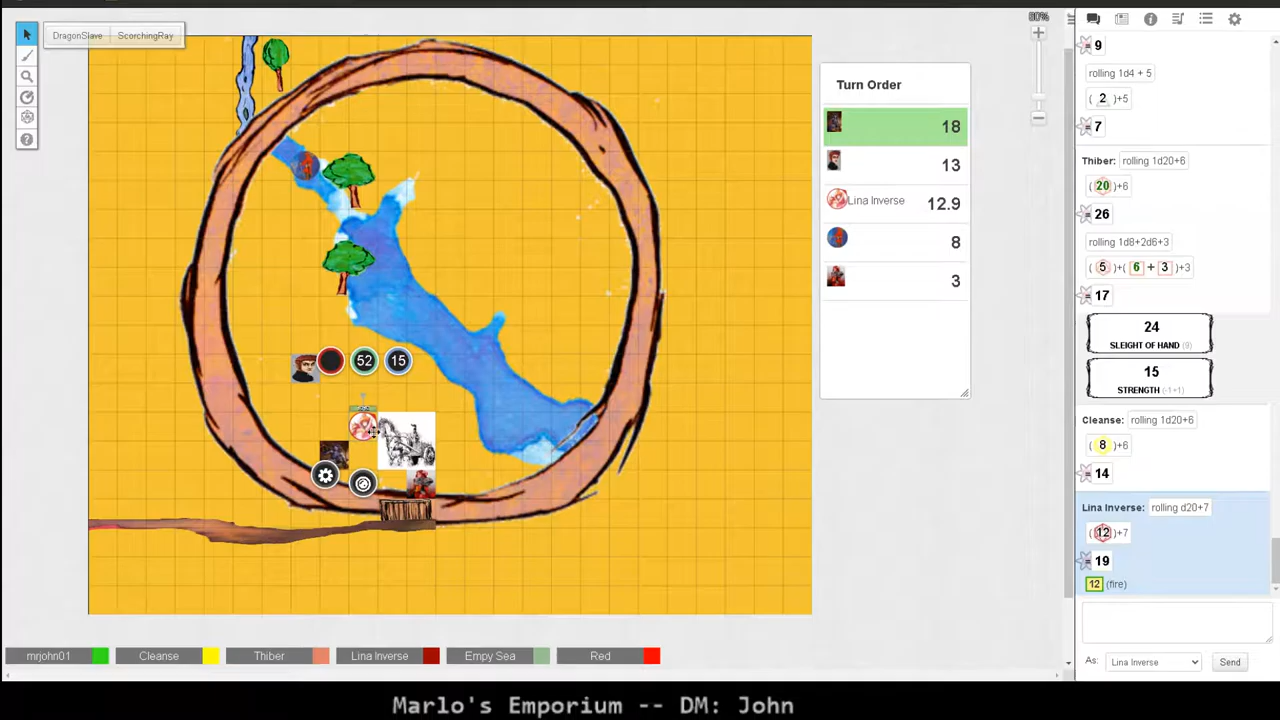 DragonSlave ScorchingRay
80%
9
rolling 1d4 + 5
( 2 )+5
7
Turn Order
18
13
Lina Inverse 12.9
8
3
Thiber: rolling 1d20+6
( 20 )+6
26
rolling 1d8+2d6+3
( 5 )+( 6 + 3 )+3
17
24
SLEIGHT OF HAND (9)
15
STRENGTH (-1+1)
52 15
Cleanse: rolling 1d20+6
( 8 )+6
14
Lina Inverse: rolling d20+7
( 12 )+7
19
12 (fire)
mrjohn01 Cleanse Thiber Lina Inverse Empy Sea Red
As: Lina Inverse Send
Marlo's Emporium -- DM: John